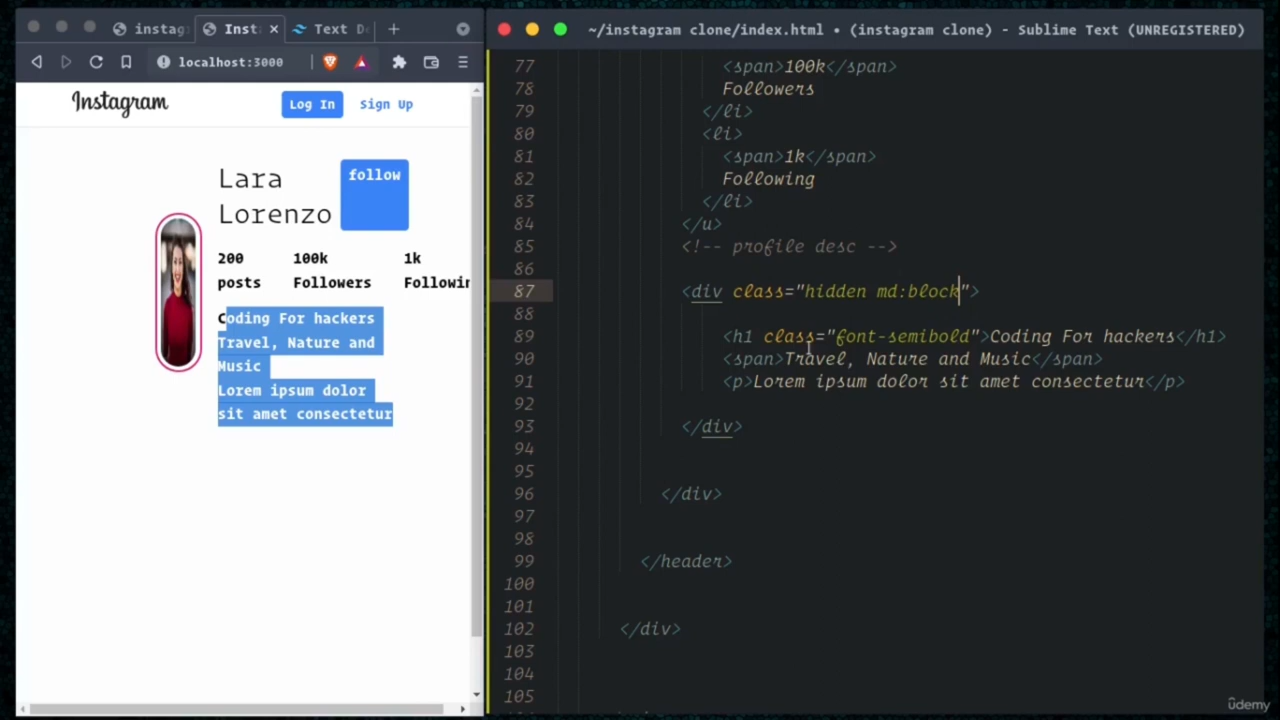 instag
Inst:
Text D
~/instagram clone/index.html • (instagram clone) - Sublime Text (UNREGISTERED)
localhost:3000
Instagram
Log In
Sign Up
Lara
Lorenzo
follow
200
posts
100k
Followers
1k
Followin
Coding For hackers
Travel, Nature and
Music
Lorem ipsum dolor
sit amet consectetur
77 <span>100k</span>
78 Followers
79 </li>
80 <li>
81 <span>1k</span>
82 Following
83 </li>
84 </u>
85 <!-- profile desc -->
86
87 <div class="hidden md:block">
88
89 <h1 class="font-semibold">Coding For hackers</h1>
90 <span>Travel, Nature and Music</span>
91 <p>Lorem ipsum dolor sit amet consectetur</p>
92
93 </div>
94
95
96 </div>
97
98
99 </header>
100
101
102 </div>
103
104
105
ûdemy